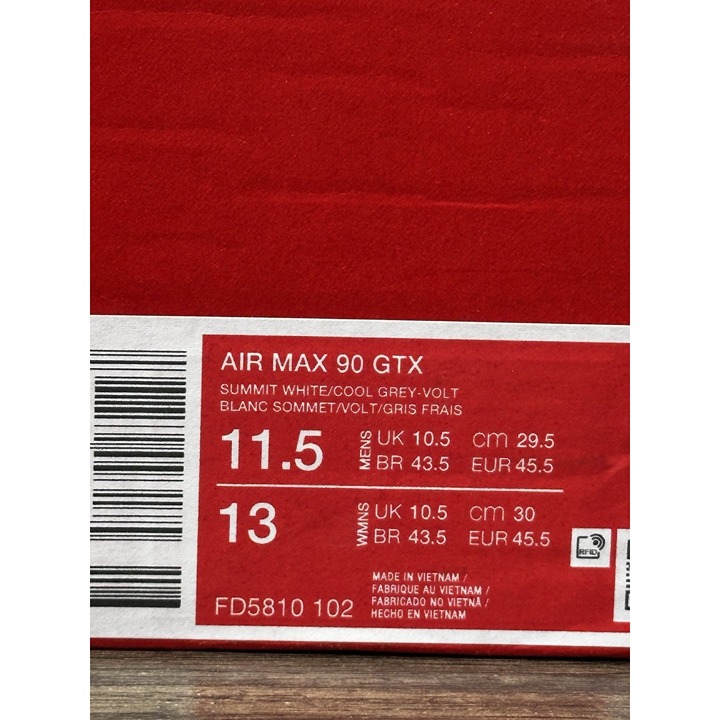 AIR MAX 90 GTX
SUMMIT WHITE/COOL GREY-VOLT
BLANC SOMMET/VOLT/GRIS FRAIS
11.5 MENS UK 10.5 cm 29.5
BR 43.5 EUR 45.5
13 WMNS UK 10.5 cm 30
BR 43.5 EUR 45.5
RFID
MADE IN VIETNAM /
FABRIQUE AU VIETNAM /
FABRICADO NO VIETNÃ /
HECHO EN VIETNAM
FD5810 102